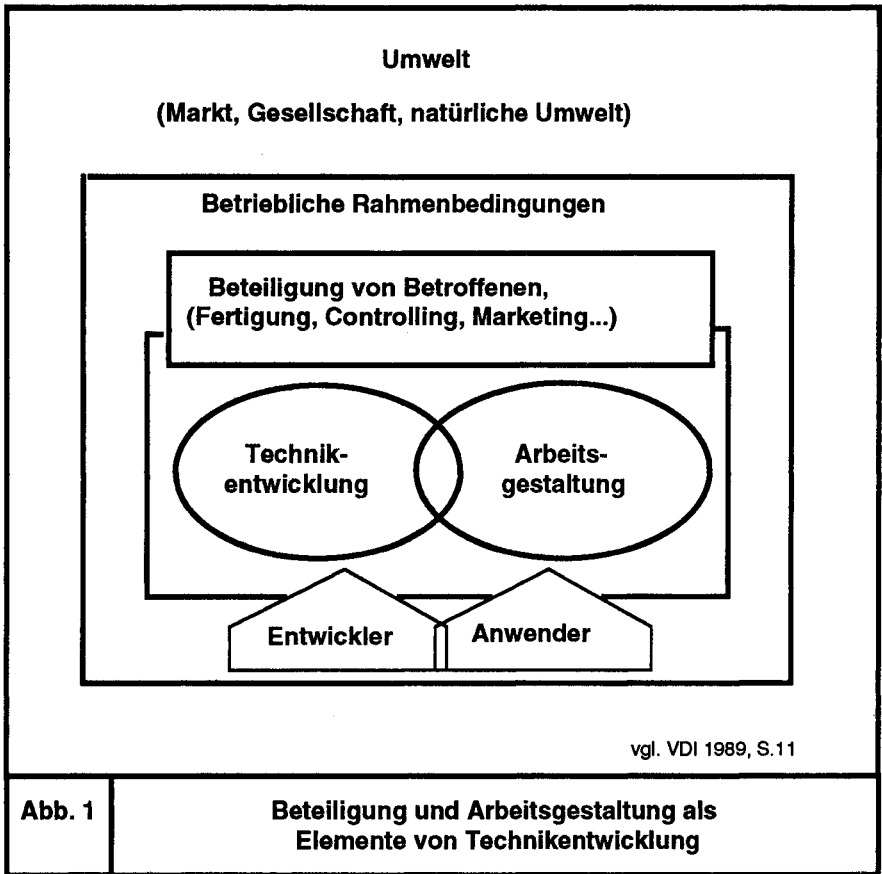 Umwelt
(Markt, Gesellschaft, natürliche Umwelt)
Betriebliche Rahmenbedingungen
Beteiligung von Betroffenen,
(Fertigung, Controlling, Marketing...)
Technik-
entwicklung
Arbeits-
gestaltung
Entwickler
Anwender
vgl. VDI 1989, S.11
Abb. 1
Beteiligung und Arbeitsgestaltung als
Elemente von Technikentwicklung